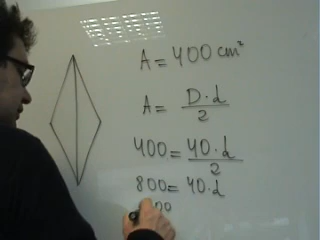 A = 400 cm²
A = D·d/2
400 = 40·d/2
800 = 40·d